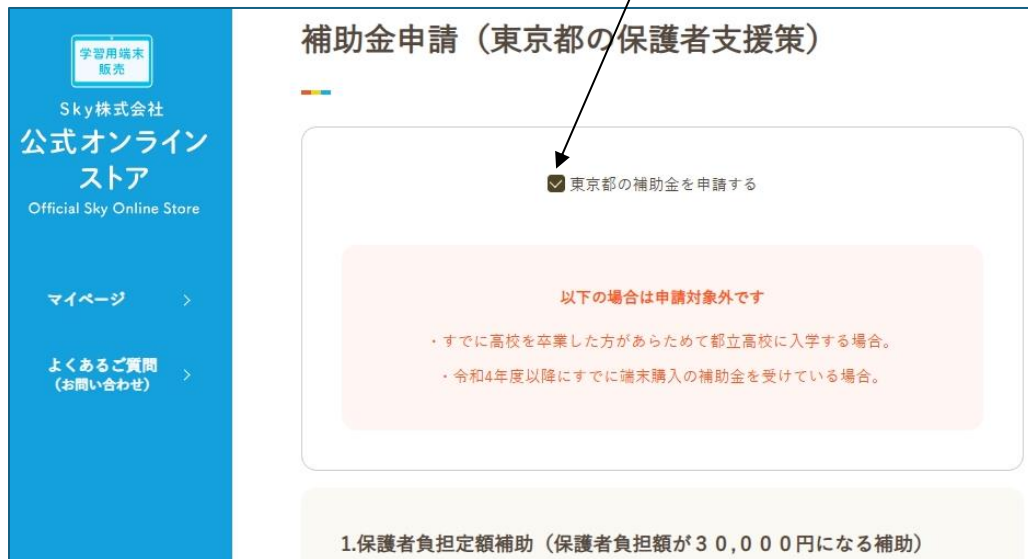 学習用端末
販売
Sky株式会社
公式オンライン
ストア
Official Sky Online Store
マイページ
よくあるご質問
(お問い合わせ)
補助金申請（東京都の保護者支援策）
東京都の補助金を申請する
以下の場合は申請対象外です
・すでに高校を卒業した方があらためて都立高校に入学する場合。
・令和4年度以降にすでに端末購入の補助金を受けている場合。
1.保護者負担定額補助（保護者負担額が３０,０００円になる補助）